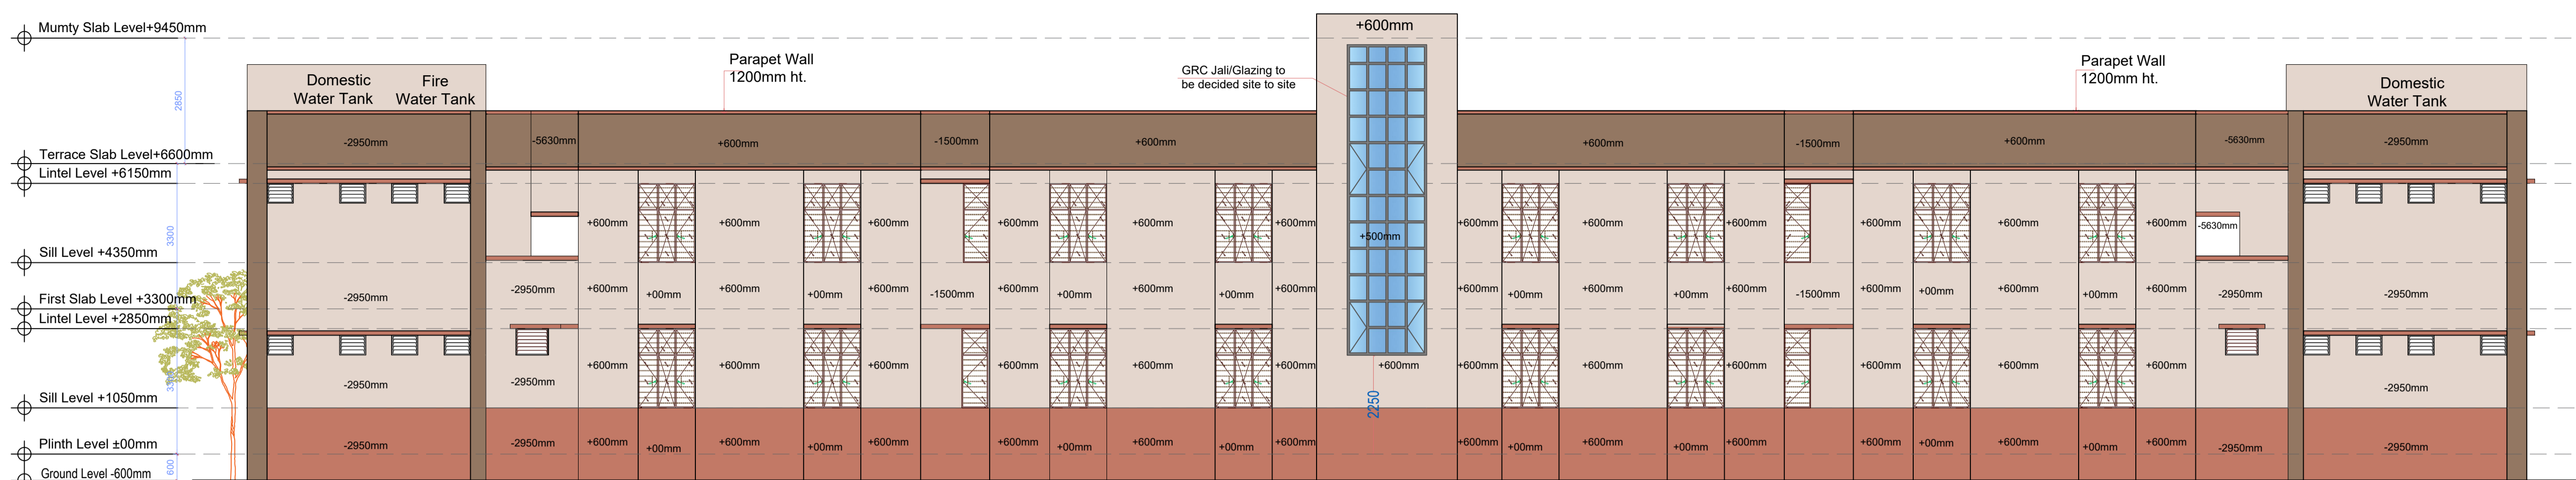 Mumty Slab Level+9450mm
Terrace Slab Level+6600mm
Lintel Level +6150mm
Sill Level +4350mm
First Slab Level +3300mm
Lintel Level +2850mm
Sill Level +1050mm
Plinth Level ±00mm
Ground Level -600mm
2850
3300
3300
600
Domestic
Water Tank
Fire
Water Tank
Parapet Wall
1200mm ht.
GRC Jali/Glazing to
be decided site to site
+600mm
Parapet Wall
1200mm ht.
Domestic
Water Tank
-2950mm -5630mm +600mm -1500mm +600mm +600mm -1500mm +600mm -5630mm -2950mm
+600mm +600mm +600mm +600mm +600mm +600mm +600mm +600mm +600mm +600mm +600mm +600mm -5630mm
+500mm
-2950mm -2950mm +600mm +00mm +600mm +00mm +600mm -1500mm +600mm +00mm +600mm +00mm +600mm +600mm +00mm +600mm +00mm +600mm -1500mm +600mm +00mm +600mm +00mm +600mm -2950mm -2950mm
-2950mm -2950mm +600mm +600mm +600mm +600mm +600mm +600mm +600mm +600mm +600mm +600mm +600mm +600mm +600mm -2950mm
2250
-2950mm -2950mm +600mm +00mm +600mm +00mm +600mm +600mm +00mm +600mm +00mm +600mm +600mm +00mm +600mm +00mm +600mm +600mm +00mm +600mm +00mm +600mm -2950mm -2950mm